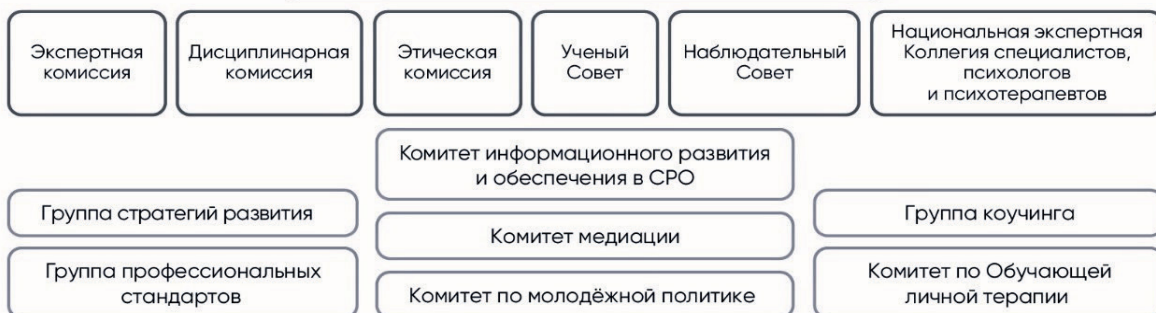 Экспертная
комиссия
Дисциплинарная
комиссия
Этическая
комиссия
Ученый
Совет
Наблюдательный
Совет
Национальная экспертная
Коллегия специалистов,
психологов
и психотерапевтов
Комитет информационного развития
и обеспечения в СРО
Группа стратегий развития
Комитет медиации
Группа коучинга
Группа профессиональных
стандартов
Комитет по молодёжной политике
Комитет по Обучающей
личной терапии